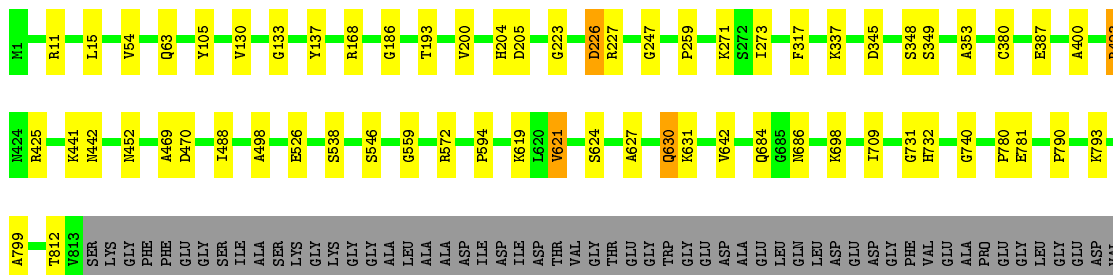 M1 R11 L15 V54 Q63 Y105 V130 G133 Y137 R168 G186 T193 V200 H204 D205 G223 D226 R227 G247 P259 K271 S272 I273 F317 K337 D345 S348 S349 A353 C380 E387 A400
N424 R425 K441 N442 N452 A469 D470 I488 A498 E526 S538 S546 G559 R572 P594 K619 L620 V621 S624 A627 Q630 K631 V642 Q684 G685 N686 K698 I709 G731 H732 G740 P780 E781 P790 K793
A799 T812 V813 SER LYS GLY PHE PHE GLU GLY SER ILE ALA SER LYS GLY LYS GLY GLY ALA LEU ALA ALA ASP ILE ASP ILE ASP THR VAL GLY THR GLU GLY TRP GLY GLU ASP ALA GLU LEU GLN LEU ASP GLU ASP GLY PHE VAL GLU ALA PRO GLU GLY LEU GLY GLU ASP